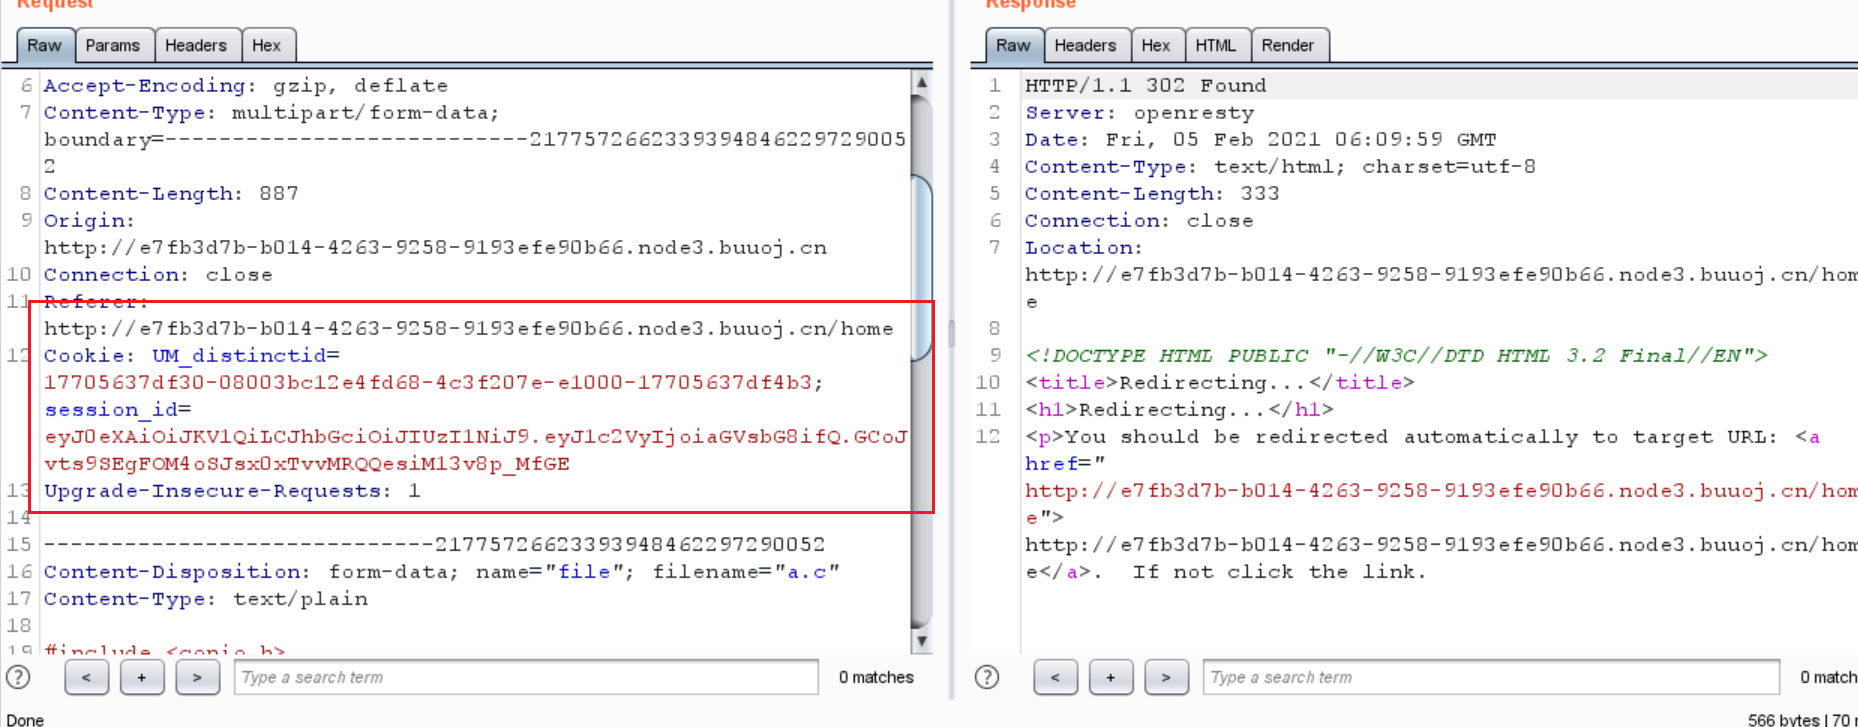 Request
Raw Params Headers Hex
6 Accept-Encoding: gzip, deflate
7 Content-Type: multipart/form-data;
boundary=---------------------------2177572662339394846229729005
2
8 Content-Length: 887
9 Origin:
http://e7fb3d7b-b014-4263-9258-9193efe90b66.node3.buuoj.cn
10 Connection: close
11 Referer:
http://e7fb3d7b-b014-4263-9258-9193efe90b66.node3.buuoj.cn/home
12 Cookie: UM_distinctid=
17705637df30-08003bc12e4fd68-4c3f207e-e1000-17705637df4b3;
session_id=
eyJ0eXAiOiJKV1QiLCJhbGciOiJIUzI1NiJ9.eyJ1c2VyIjoiaGVsbG8ifQ.GCoJ
vts9SEgFOM4oSJsx0xTvvMRQQesiM13v8p_MfGE
13 Upgrade-Insecure-Requests: 1
14
15 -----------------------------21775726623393948462297290052
16 Content-Disposition: form-data; name="file"; filename="a.c"
17 Content-Type: text/plain
18
19 #include <conio.h>
Type a search term
0 matches
Done
Response
Raw Headers Hex HTML Render
1 HTTP/1.1 302 Found
2 Server: openresty
3 Date: Fri, 05 Feb 2021 06:09:59 GMT
4 Content-Type: text/html; charset=utf-8
5 Content-Length: 333
6 Connection: close
7 Location:
http://e7fb3d7b-b014-4263-9258-9193efe90b66.node3.buuoj.cn/hom
e
8
9 <!DOCTYPE HTML PUBLIC "-//W3C//DTD HTML 3.2 Final//EN">
10 <title>Redirecting...</title>
11 <h1>Redirecting...</h1>
12 <p>You should be redirected automatically to target URL: <a
href="
http://e7fb3d7b-b014-4263-9258-9193efe90b66.node3.buuoj.cn/hom
e">
http://e7fb3d7b-b014-4263-9258-9193efe90b66.node3.buuoj.cn/hom
e</a>.  If not click the link.
Type a search term
0 match
566 bytes | 70